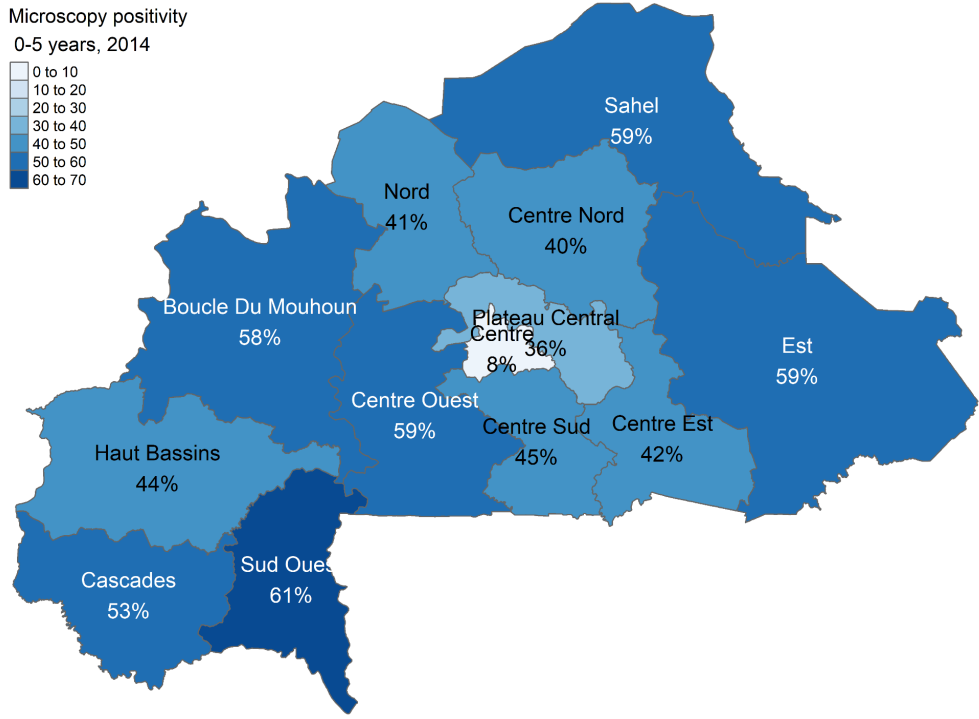 Microscopy positivity
0-5 years, 2014
0 to 10
10 to 20
20 to 30
30 to 40
40 to 50
50 to 60
60 to 70
Sahel
59%
Nord
41%
Centre Nord
40%
Boucle Du Mouhoun
58%
Plateau Central
36%
Centre
8%
Est
59%
Centre Ouest
59%
Centre Sud
45%
Centre Est
42%
Haut Bassins
44%
Cascades
53%
Sud Oues
61%